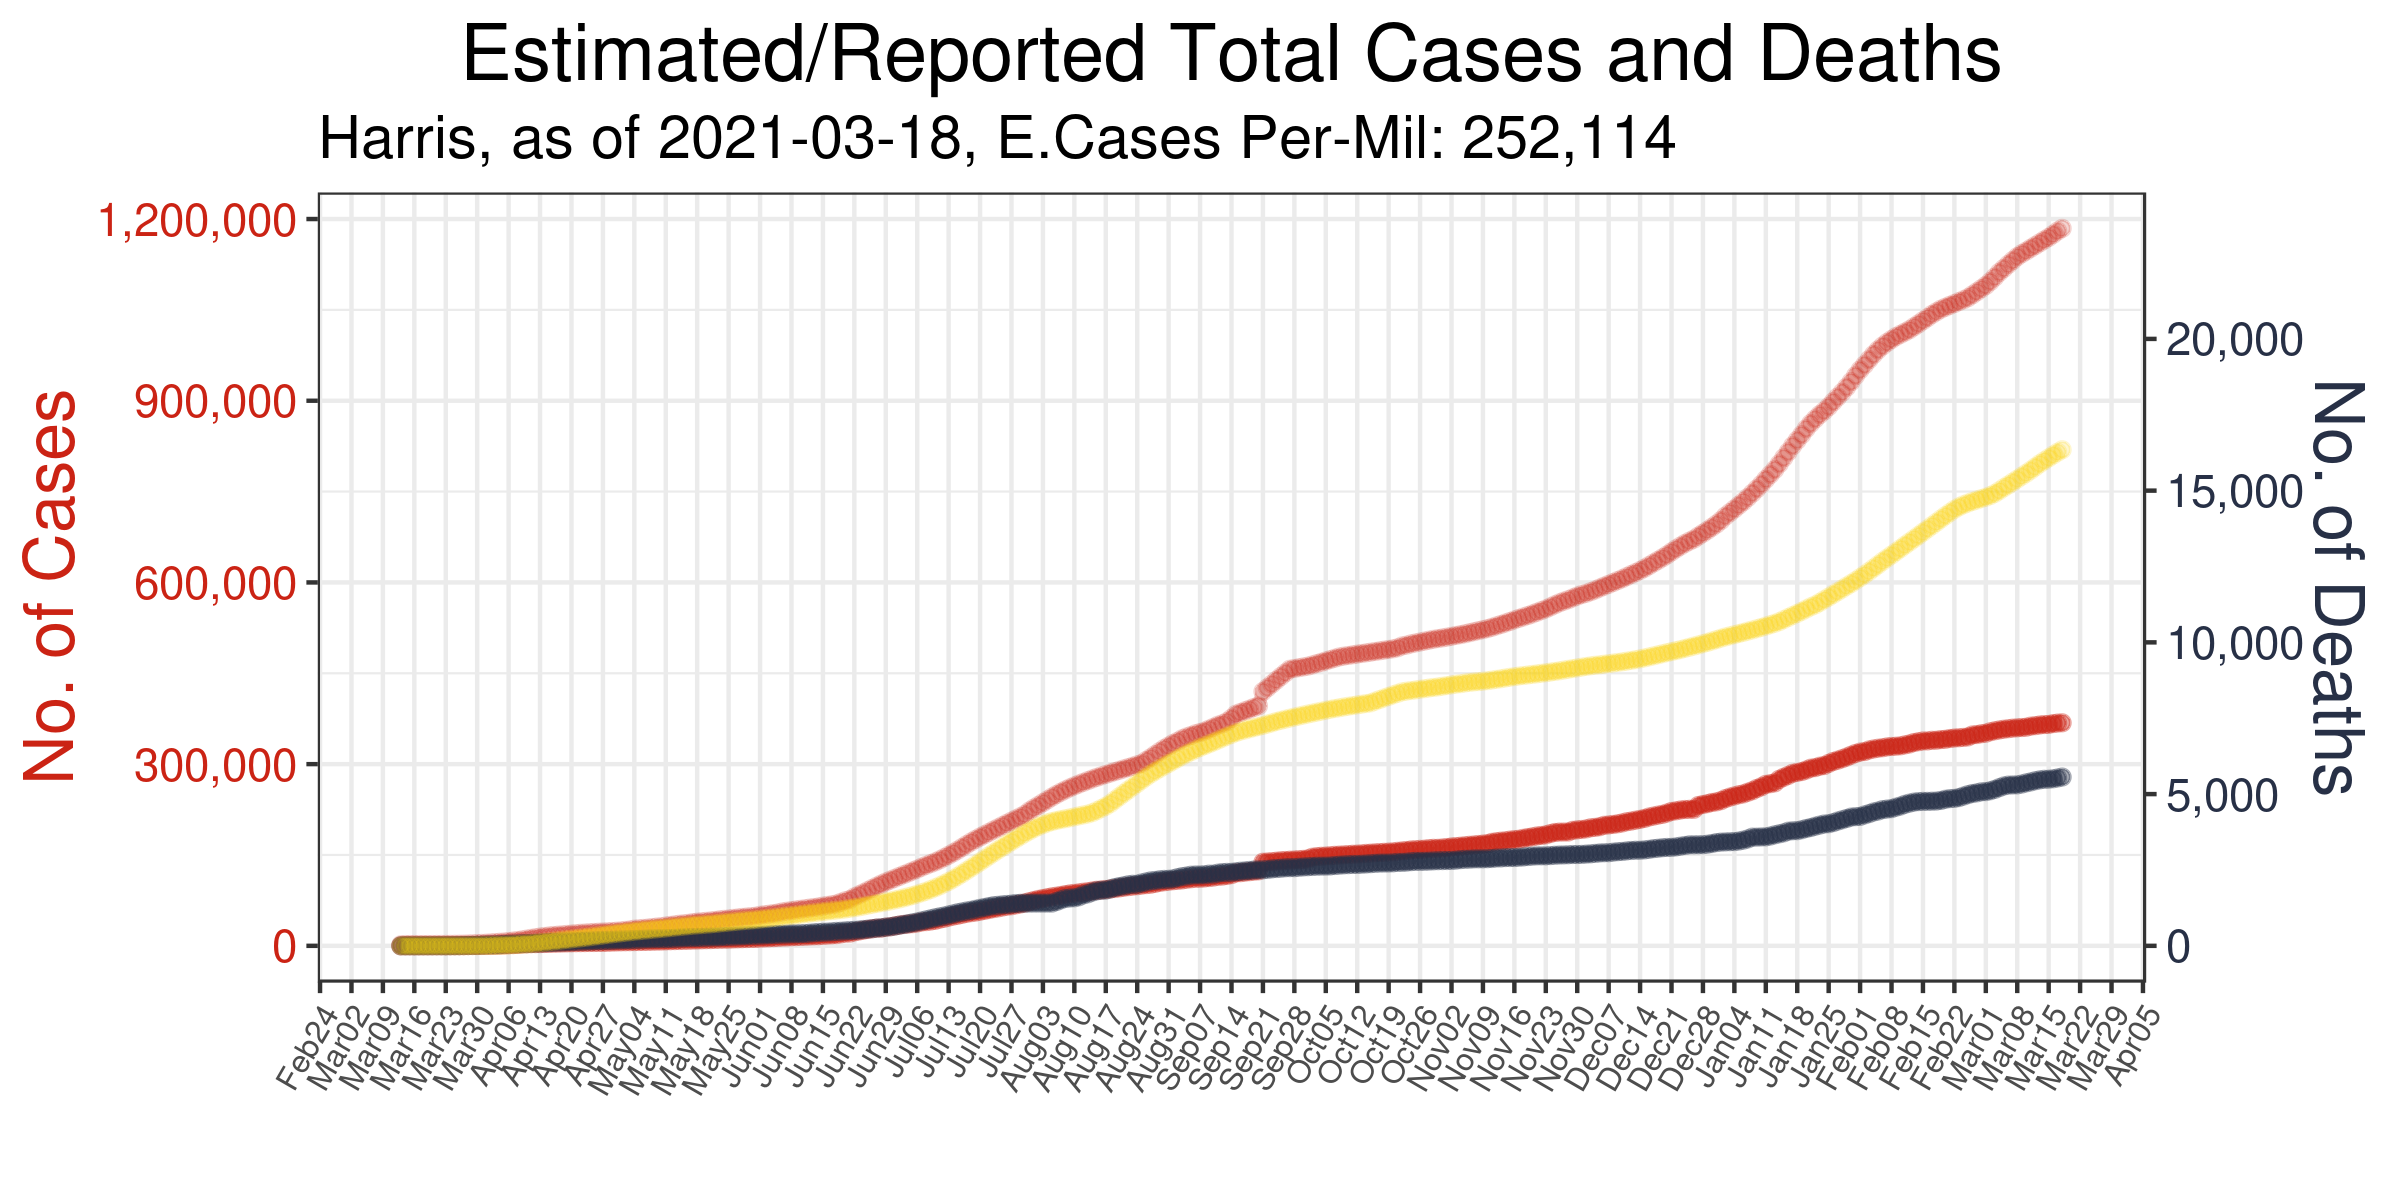 Estimated/Reported Total Cases and Deaths
Harris, as of 2021-03-18, E.Cases Per-Mil: 252,114
No. of Cases
1,200,000
900,000
600,000
300,000
0
No. of Deaths
20,000
15,000
10,000
5,000
0
Feb24
Mar02
Mar09
Mar16
Mar23
Mar30
Apr06
Apr13
Apr20
Apr27
May04
May11
May18
May25
Jun01
Jun08
Jun15
Jun22
Jun29
Jul06
Jul13
Jul20
Jul27
Aug03
Aug10
Aug17
Aug24
Aug31
Sep07
Sep14
Sep21
Sep28
Oct05
Oct12
Oct19
Oct26
Nov02
Nov09
Nov16
Nov23
Nov30
Dec07
Dec14
Dec21
Dec28
Dec04
Jan11
Jan18
Jan25
Feb01
Feb08
Feb15
Feb22
Mar01
Mar08
Mar15
Mar22
Mar29
Apr05